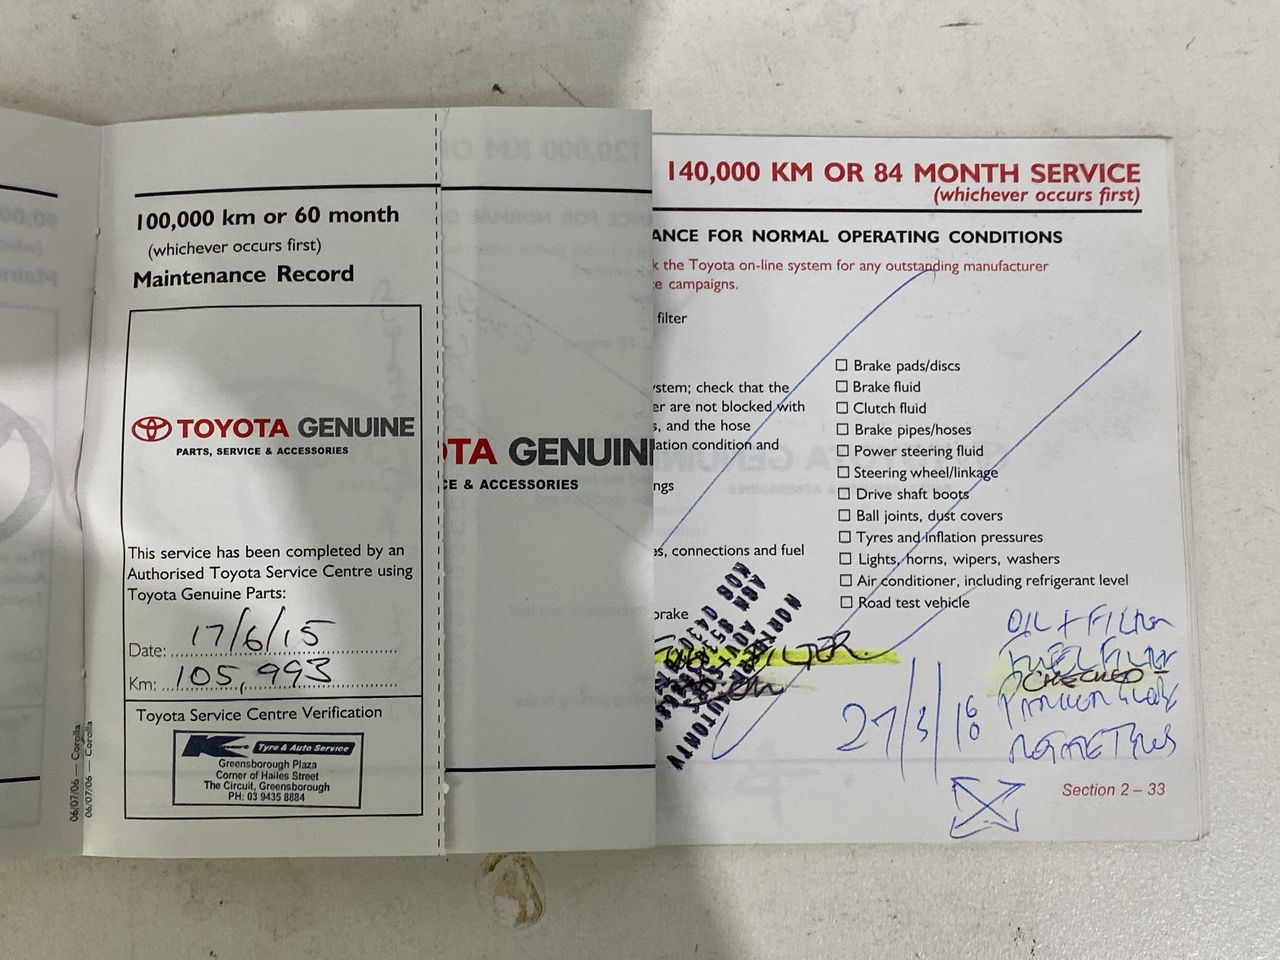 100,000 km or 60 month
(whichever occurs first)
Maintenance Record
TOYOTA GENUINE
PARTS, SERVICE & ACCESSORIES
This service has been completed by an
Authorised Toyota Service Centre using
Toyota Genuine Parts:
Date: 17/6/15
Km: 105,993
Toyota Service Centre Verification
Tyre & Auto Service
Greensborough Plaza
Corner of Hailes Street
The Circuit, Greensborough
PH: 03 9435 8884
06/07/06 — Corolla
06/07/06 — Corolla
OTA GENUIN
CE & ACCESSORIES
140,000 KM OR 84 MONTH SERVICE
(whichever occurs first)
ANCE FOR NORMAL OPERATING CONDITIONS
k the Toyota on-line system for any outstanding manufacturer
e campaigns.
filter
ystem; check that the
er are not blocked with
s, and the hose
lation condition and
ngs
es, connections and fuel
brake
Brake pads/discs
Brake fluid
Clutch fluid
Brake pipes/hoses
Power steering fluid
Steering wheel/linkage
Drive shaft boots
Ball joints, dust covers
Tyres and inflation pressures
Lights, horns, wipers, washers
Air conditioner, including refrigerant level
Road test vehicle
OIL + FILTER
FUEL FILTER
CHECKED
ROTATE TYRES
Section 2 – 33